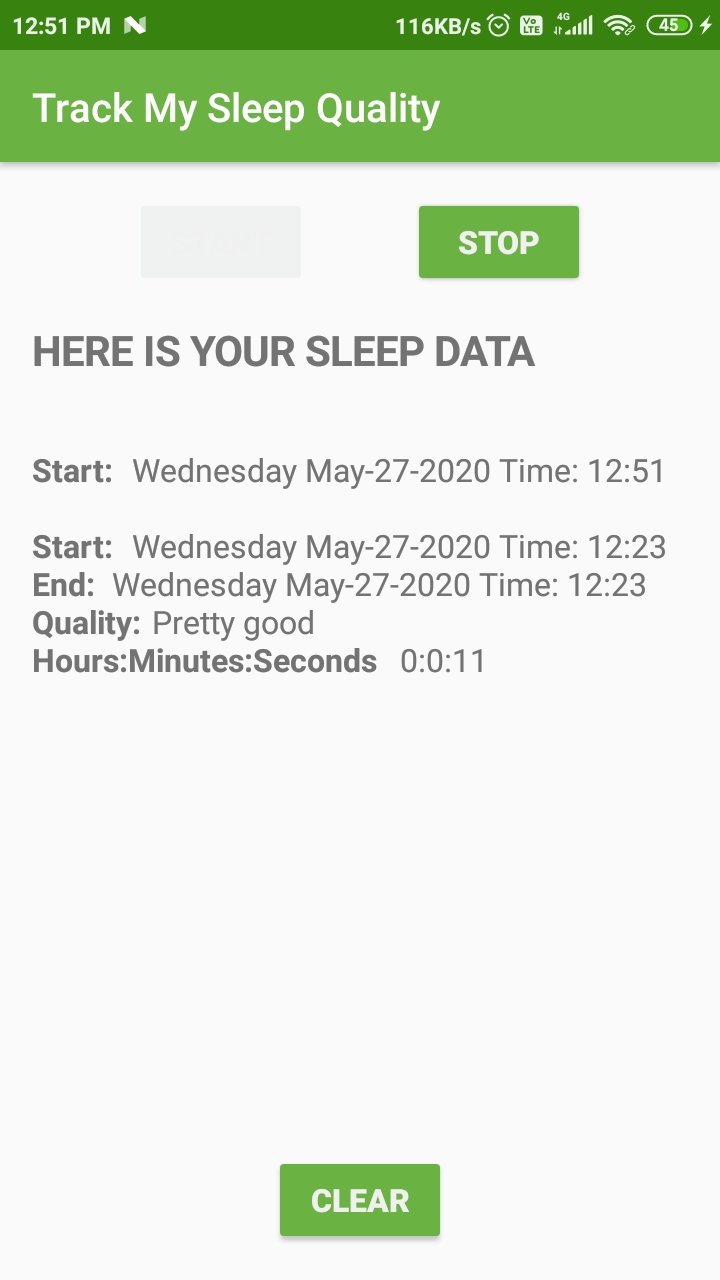 12:51 PM 116KB/s Vo LTE 4G 45
Track My Sleep Quality
STOP
HERE IS YOUR SLEEP DATA
Start: Wednesday May-27-2020 Time: 12:51
Start: Wednesday May-27-2020 Time: 12:23
End: Wednesday May-27-2020 Time: 12:23
Quality: Pretty good
Hours:Minutes:Seconds 0:0:11
CLEAR